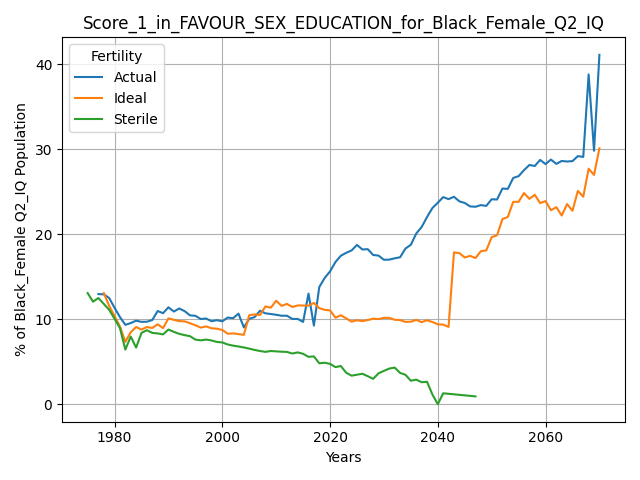 Score_1_in_FAVOUR_SEX_EDUCATION_for_Black_Female_Q2_IQ
Fertility
Actual
Ideal
Sterile
% of Black_Female Q2_IQ Population
40
30
20
10
0
1980 2000 2020 2040 2060
Years